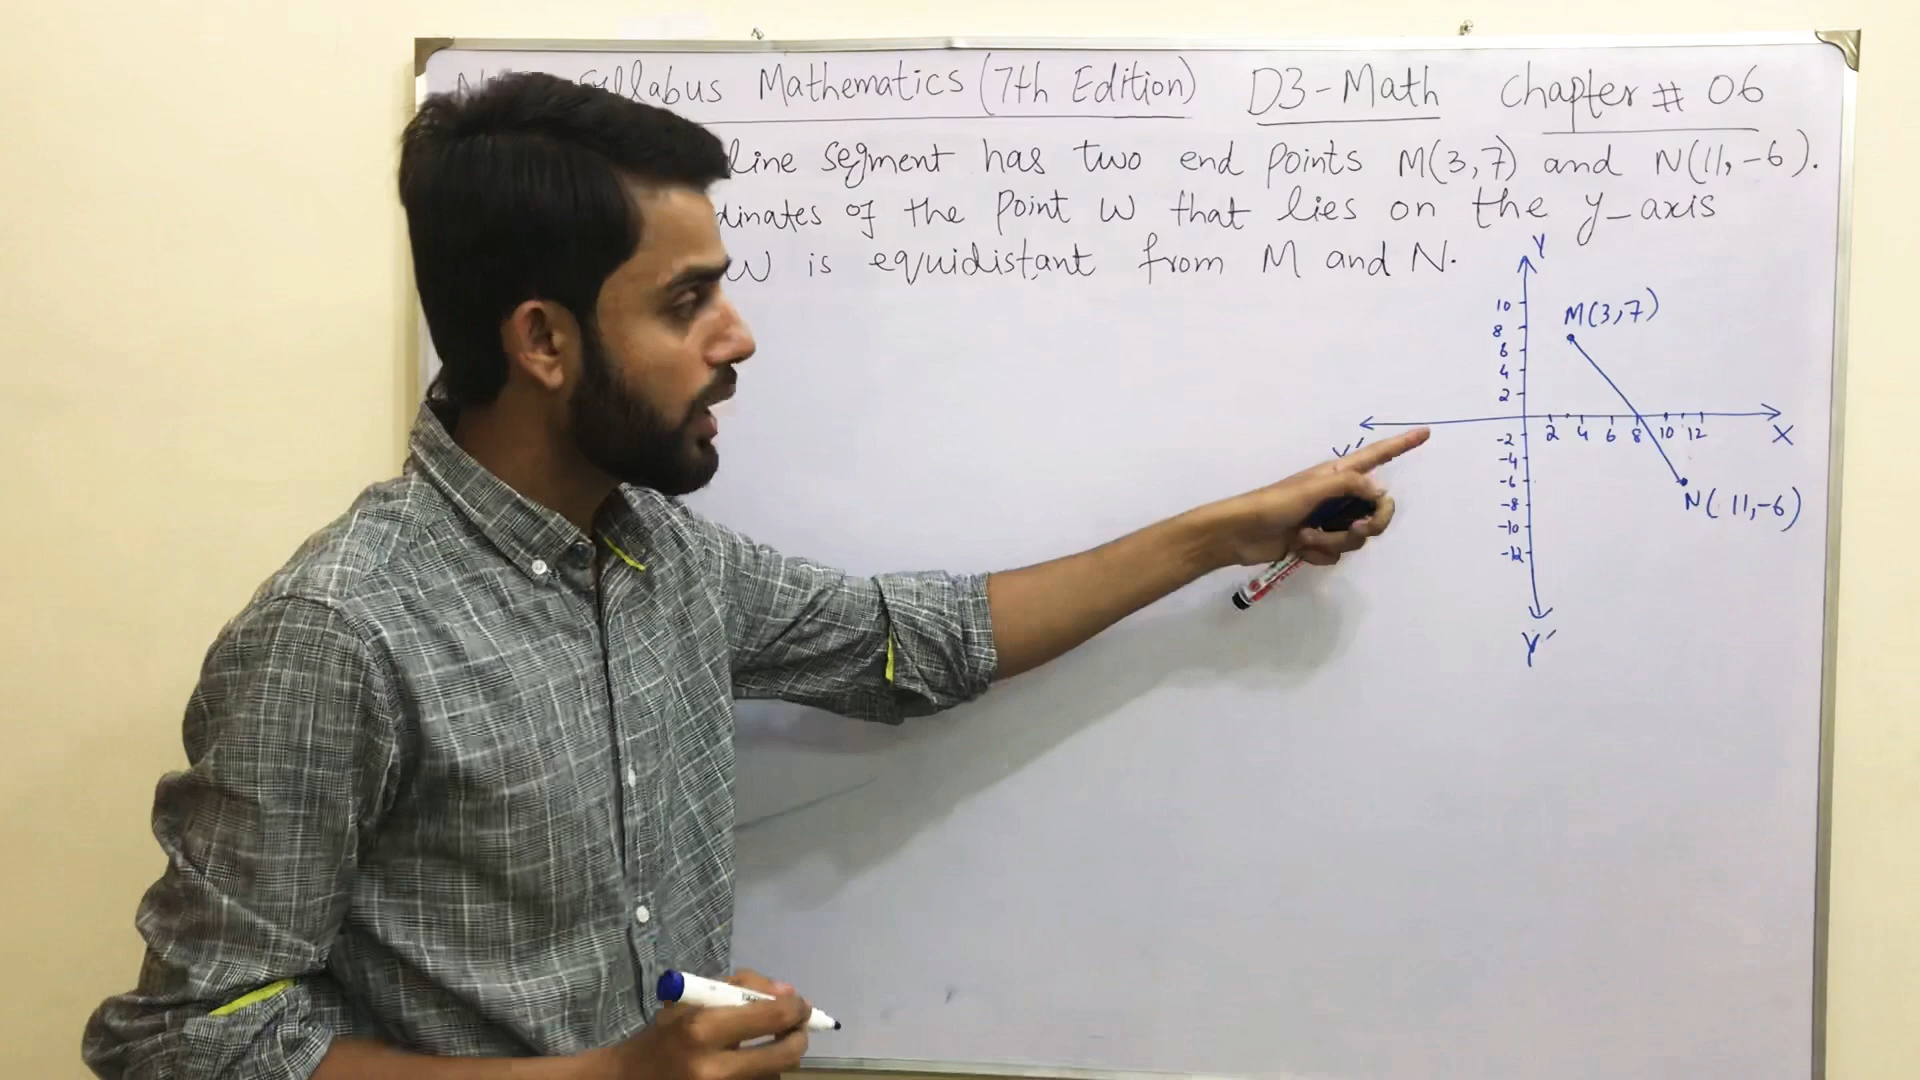 Syllabus Mathematics (7th Edition) D3-Math Chapter # 06
line segment has two end points M(3,7) and N(11,-6).
dinates of the point W that lies on the y-axis
W is equidistant from M and N.
Y
10
M(3,7)
8
6
4
2
2 4 6 8 10 12
X
-2
-4
-6
N(11,-6)
-8
-10
-12
Y'